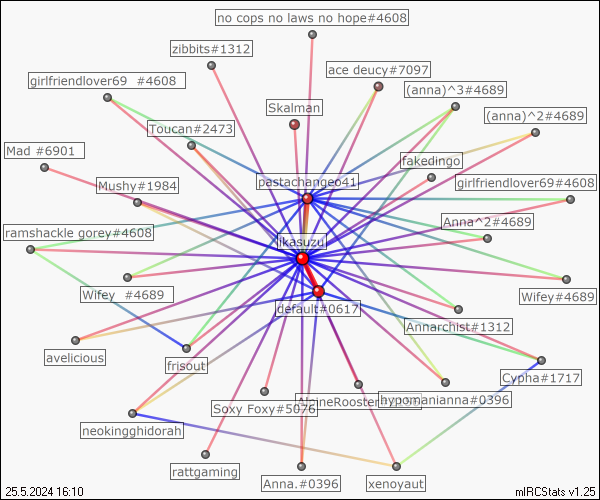 no cops no laws no hope#4608
zibbits#1312
ace deucy#7097
girlfriendlover69 #4608
(anna)^3#4689
Skalman
(anna)^2#4689
Toucan#2473
Mad #6901
fakedingo
pastachangeo41
Mushy#1984
girlfriendlover69#4608
Anna^2#4689
ramshackle gorey#4608
jkasuzu
Wifey #4689
Wifey#4689
default#0617
Annarchist#1312
avelicious
frisout
Cypha#1717
Soxy Foxy#5076
hypomanianna#0396
neokingghidorah
rattgaming
Anna.#0396
xenoyaut
25.5.2024 16:10
mIRCStats v1.25